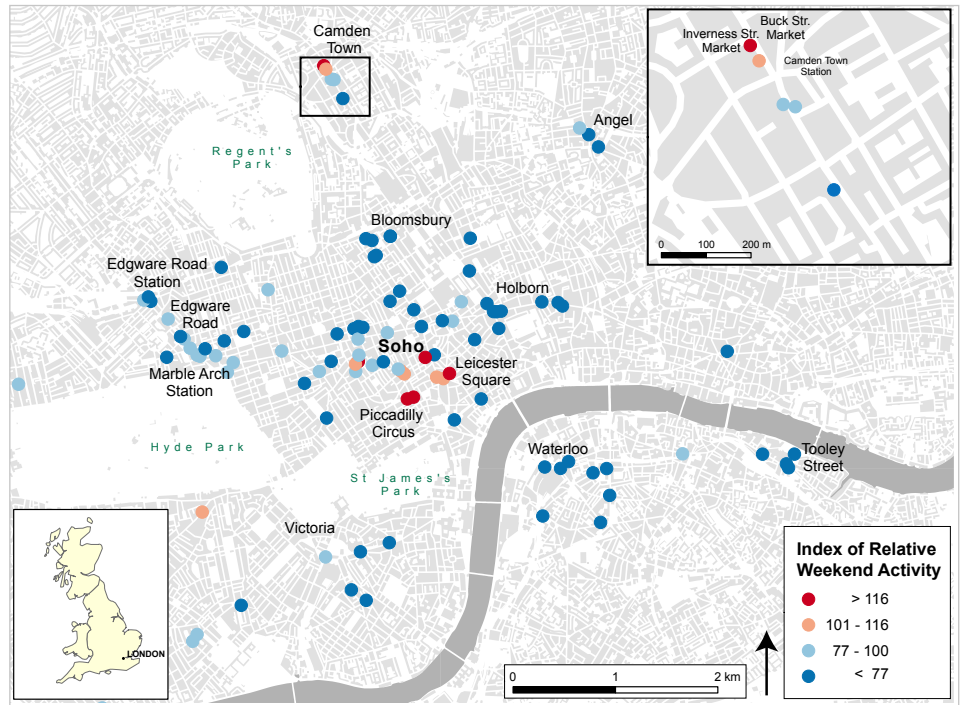 Camden
Town
Buck Str.
Market
Inverness Str.
Market
Camden Town
Station
0 100 200 m
Angel
Regent's
Park
Bloomsbury
Edgware Road
Station
Holborn
Edgware
Road
Soho
Leicester
Square
Marble Arch
Station
Piccadilly
Circus
Hyde Park
Waterloo
Tooley
Street
St James's
Park
Victoria
LONDON
Index of Relative
Weekend Activity
> 116
101 - 116
77 - 100
< 77
0 1 2 km